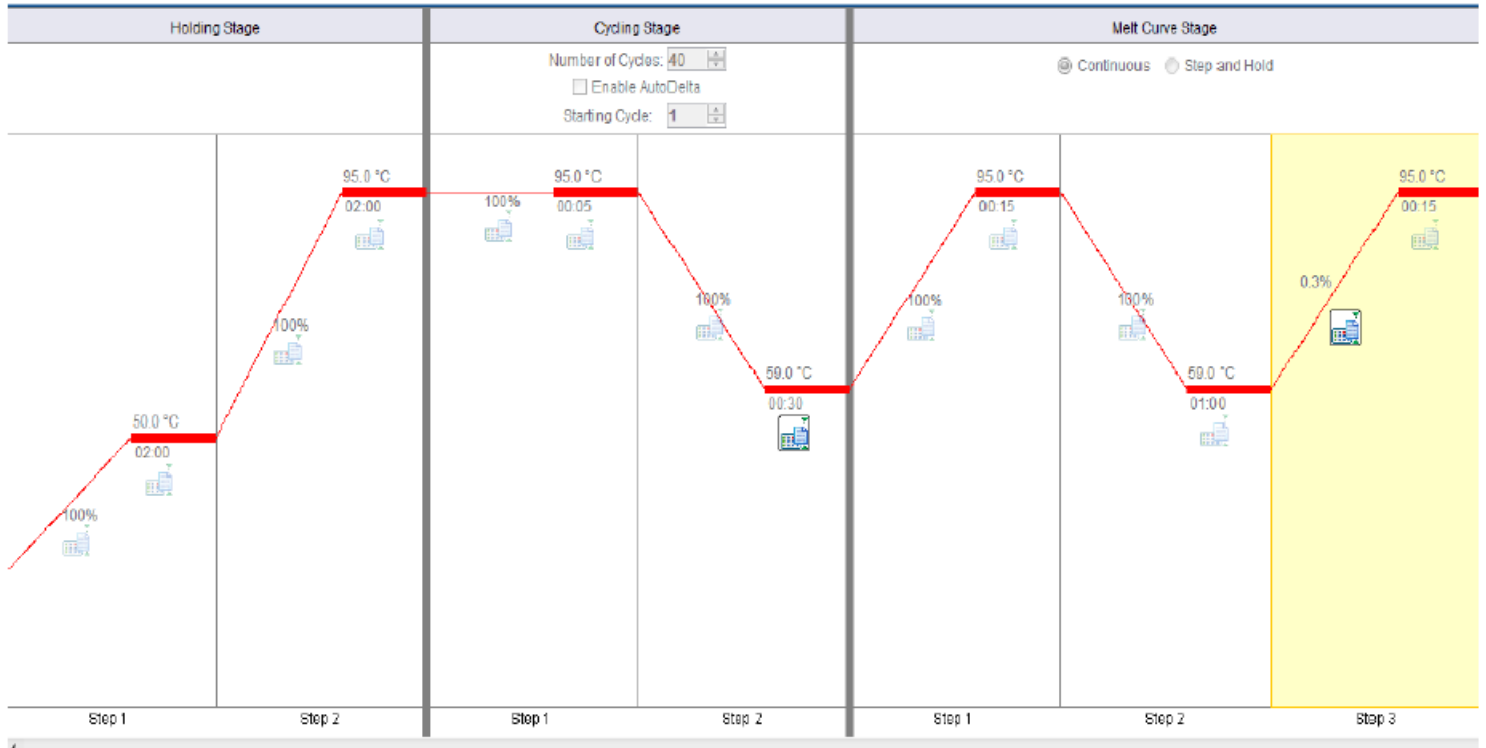 Holding Stage
Cycling Stage
Melt Curve Stage
Number of Cycles: 40
Enable AutoDelta
Starting Cycle: 1
Continuous Step and Hold
95.0 °C
02:00
100%
50.0 °C
02:00
100%
100%
95.0 °C
00:05
100%
59.0 °C
00:30
95.0 °C
00:15
100%
100%
59.0 °C
01:00
95.0 °C
00:15
0.3%
Step 1
Step 2
Step 1
Step 2
Step 1
Step 2
Step 3